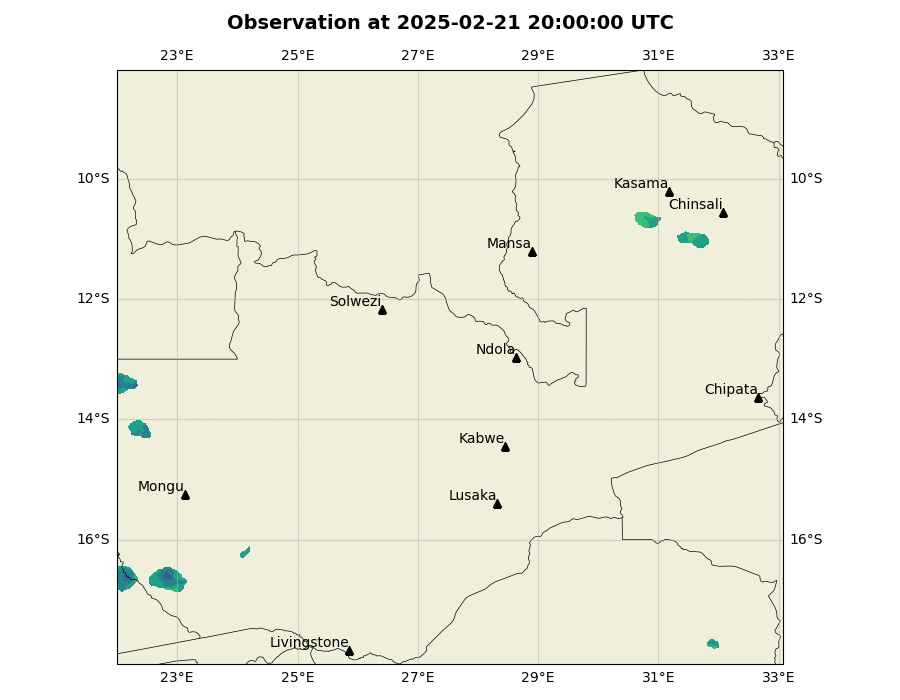 Observation at 2025-02-21 20:00:00 UTC
23°E 25°E 27°E 29°E 31°E 33°E
10°S 10°S
Kasama
Chinsali
Mansa
12°S 12°S
Solwezi
Ndola
Chipata
14°S 14°S
Kabwe
Mongu
Lusaka
16°S 16°S
Livingstone
23°E 25°E 27°E 29°E 31°E 33°E